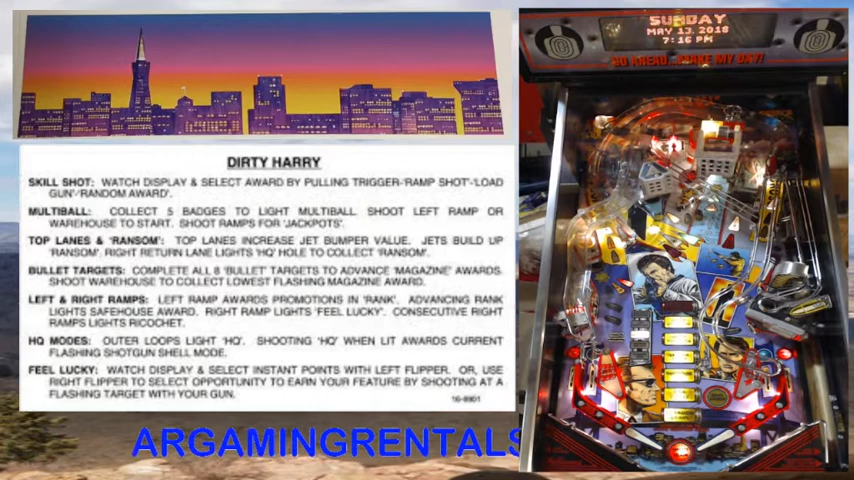 SUNDAY
MAY 13, 2018
7:16 PM
GO AHEAD...MAKE MY DAY!
DIRTY HARRY
SKILL SHOT: WATCH DISPLAY & SELECT AWARD BY PULLING TRIGGER-'RAMP SHOT'-'LOAD
GUN'-'RANDOM AWARD'.
MULTIBALL: COLLECT 5 BADGES TO LIGHT MULTIBALL. SHOOT LEFT RAMP OR
WAREHOUSE TO START. SHOOT RAMPS FOR 'JACKPOTS'.
TOP LANES & 'RANSOM': TOP LANES INCREASE JET BUMPER VALUE. JETS BUILD UP
'RANSOM'. RIGHT RETURN LANE LIGHTS 'HQ' HOLE TO COLLECT 'RANSOM'.
BULLET TARGETS: COMPLETE ALL 8 'BULLET' TARGETS TO ADVANCE 'MAGAZINE' AWARDS.
SHOOT WAREHOUSE TO COLLECT LOWEST FLASHING MAGAZINE AWARD.
LEFT & RIGHT RAMPS: LEFT RAMP AWARDS PROMOTIONS IN 'RANK'. ADVANCING RANK
LIGHTS SAFEHOUSE AWARD. RIGHT RAMP LIGHTS 'FEEL LUCKY'. CONSECUTIVE RIGHT
RAMPS LIGHTS RICOCHET.
HQ MODES: OUTER LOOPS LIGHT 'HQ'. SHOOTING 'HQ' WHEN LIT AWARDS CURRENT
FLASHING SHOTGUN SHELL MODE.
FEEL LUCKY: WATCH DISPLAY & SELECT INSTANT POINTS WITH LEFT FLIPPER. OR, USE
RIGHT FLIPPER TO SELECT OPPORTUNITY TO EARN YOUR FEATURE BY SHOOTING AT A
FLASHING TARGET WITH YOUR GUN.
16-8901
ARGAMINGRENTALS